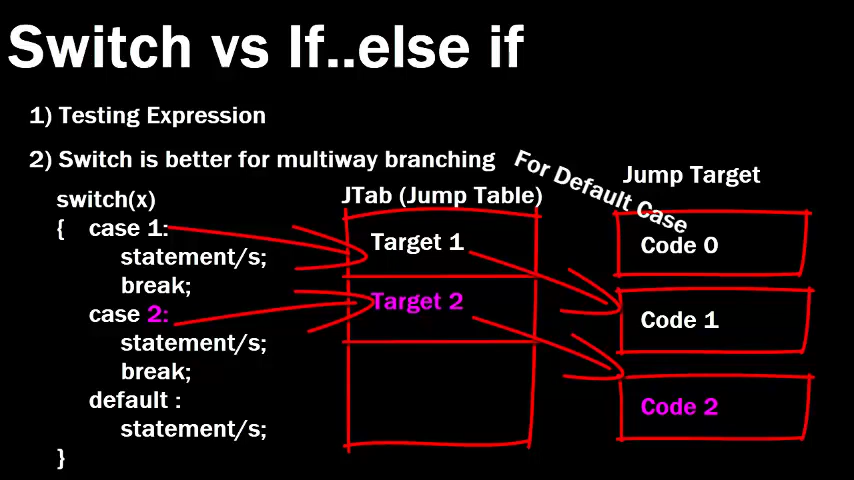 Switch vs If..else if
1) Testing Expression
2) Switch is better for multiway branching
switch(x)
{ case 1:
statement/s;
break;
case 2:
statement/s;
break;
default :
statement/s;
}
JTab (Jump Table)
Target 1
Target 2
For Default Case
Jump Target
Code 0
Code 1
Code 2